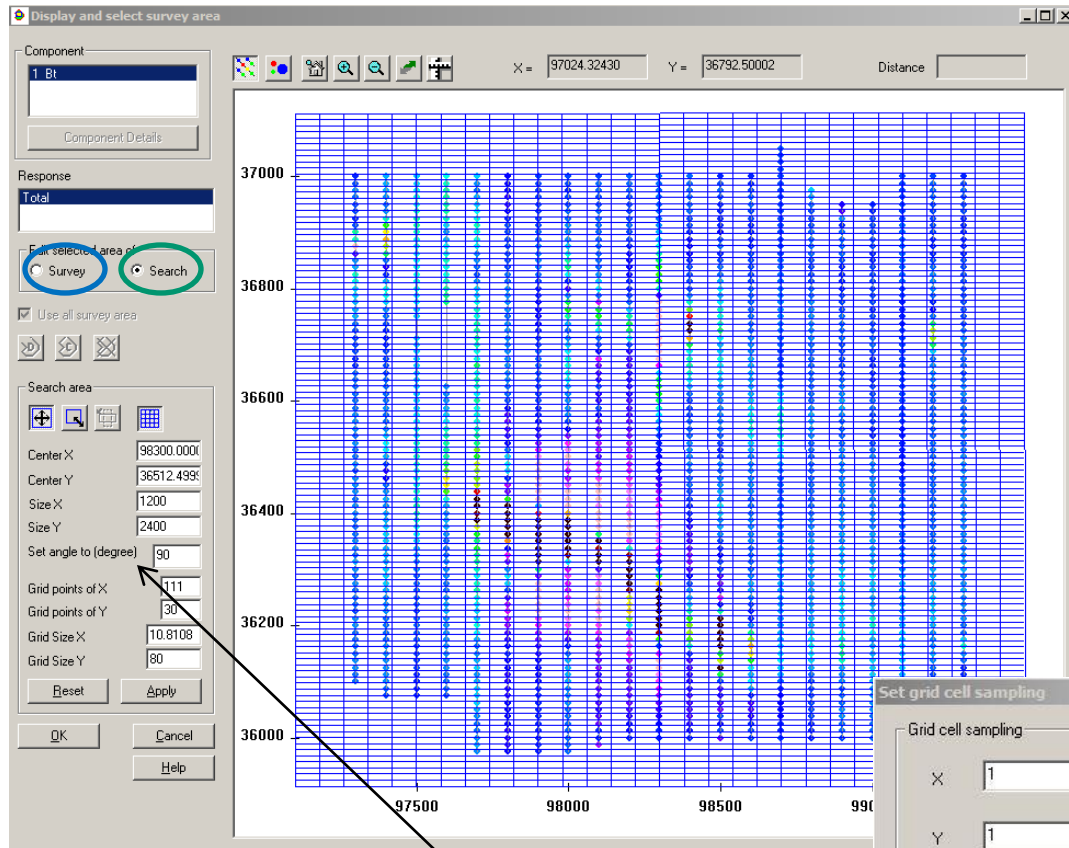 Display and select survey area
Component
1 Bt
Component Details
Response
Total
Edit selected area of
Survey
Search
Use all survey area
Search area
Center X 98300.000(
Center Y
Size X 1200
Size Y 2400
Set angle to (degree) 90
Grid points of X 111
Grid points of Y 30
Grid Size X 10.8108
Grid Size Y 80
Reset Apply
OK Cancel
Help
X = 97024.32430 Y = 36792.50002 Distance
37000
36800
36600
36400
36200
36000
97500 98000 98500
Set grid cell sampling
Grid cell sampling
X 1
Y 1